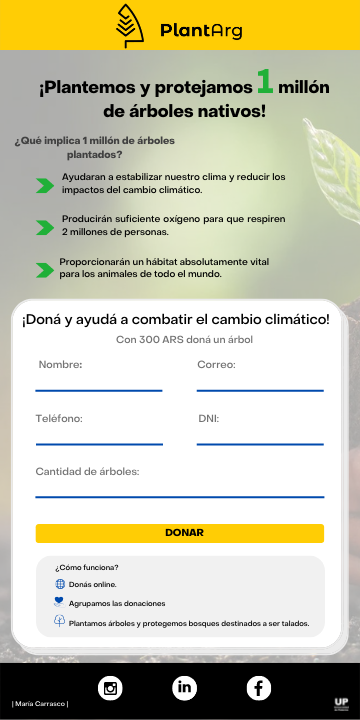 PlantArg
¡Plantemos y protejamos 1 millón
de árboles nativos!
¿Qué implica 1 millón de árboles
plantados?
Ayudaran a estabilizar nuestro clima y reducir los
impactos del cambio climático.
Producirán suficiente oxígeno para que respiren
2 millones de personas.
Proporcionarán un hábitat absolutamente vital
para los animales de todo el mundo.
¡Doná y ayudá a combatir el cambio climático!
Con 300 ARS doná un árbol
Nombre:
Correo:
Teléfono:
DNI:
Cantidad de árboles:
DONAR
¿Cómo funciona?
Donás online.
Agrupamos las donaciones
Plantamos árboles y protegemos bosques destinados a ser talados.
in
f
| María Carrasco |
UP